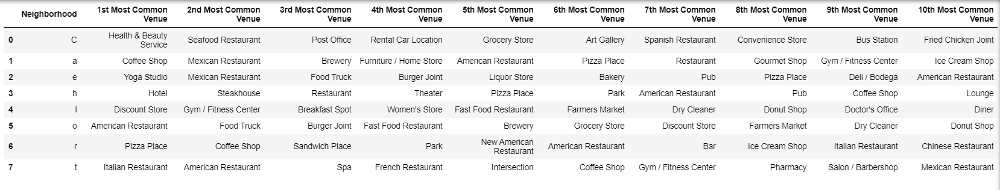 Neighborhood 1st Most Common Venue 2nd Most Common Venue 3rd Most Common Venue 4th Most Common Venue 5th Most Common Venue 6th Most Common Venue 7th Most Common Venue 8th Most Common Venue 9th Most Common Venue 10th Most Common Venue
0 C Health & Beauty Service Seafood Restaurant Post Office Rental Car Location Grocery Store Art Gallery Spanish Restaurant Convenience Store Bus Station Fried Chicken Joint
1 a Coffee Shop Mexican Restaurant Brewery Furniture / Home Store American Restaurant Pizza Place Restaurant Gourmet Shop Gym / Fitness Center Ice Cream Shop
2 e Yoga Studio Mexican Restaurant Food Truck Burger Joint Liquor Store Bakery Pub Pizza Place Deli / Bodega American Restaurant
3 h Hotel Steakhouse Restaurant Theater Pizza Place Park American Restaurant Pub Coffee Shop Lounge
4 l Discount Store Gym / Fitness Center Breakfast Spot Women's Store Fast Food Restaurant Farmers Market Dry Cleaner Donut Shop Doctor's Office Diner
5 o American Restaurant Food Truck Burger Joint Fast Food Restaurant Brewery Grocery Store Discount Store Farmers Market Dry Cleaner Donut Shop
6 r Pizza Place Coffee Shop Sandwich Place Park New American Restaurant American Restaurant Bar Ice Cream Shop Italian Restaurant Chinese Restaurant
7 t Italian Restaurant American Restaurant Spa French Restaurant Intersection Coffee Shop Gym / Fitness Center Pharmacy Salon / Barbershop Mexican Restaurant